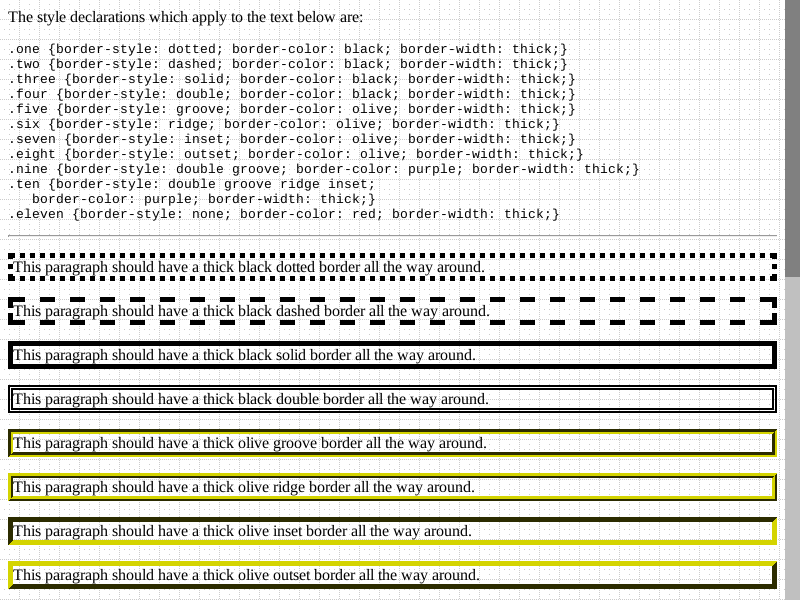 The style declarations which apply to the text below are:
.one {border-style: dotted; border-color: black; border-width: thick;}
.two {border-style: dashed; border-color: black; border-width: thick;}
.three {border-style: solid; border-color: black; border-width: thick;}
.four {border-style: double; border-color: black; border-width: thick;}
.five {border-style: groove; border-color: olive; border-width: thick;}
.six {border-style: ridge; border-color: olive; border-width: thick;}
.seven {border-style: inset; border-color: olive; border-width: thick;}
.eight {border-style: outset; border-color: olive; border-width: thick;}
.nine {border-style: double groove; border-color: purple; border-width: thick;}
.ten {border-style: double groove ridge inset;
   border-color: purple; border-width: thick;}
.eleven {border-style: none; border-color: red; border-width: thick;}
This paragraph should have a thick black dotted border all the way around.
This paragraph should have a thick black dashed border all the way around.
This paragraph should have a thick black solid border all the way around.
This paragraph should have a thick black double border all the way around.
This paragraph should have a thick olive groove border all the way around.
This paragraph should have a thick olive ridge border all the way around.
This paragraph should have a thick olive inset border all the way around.
This paragraph should have a thick olive outset border all the way around.